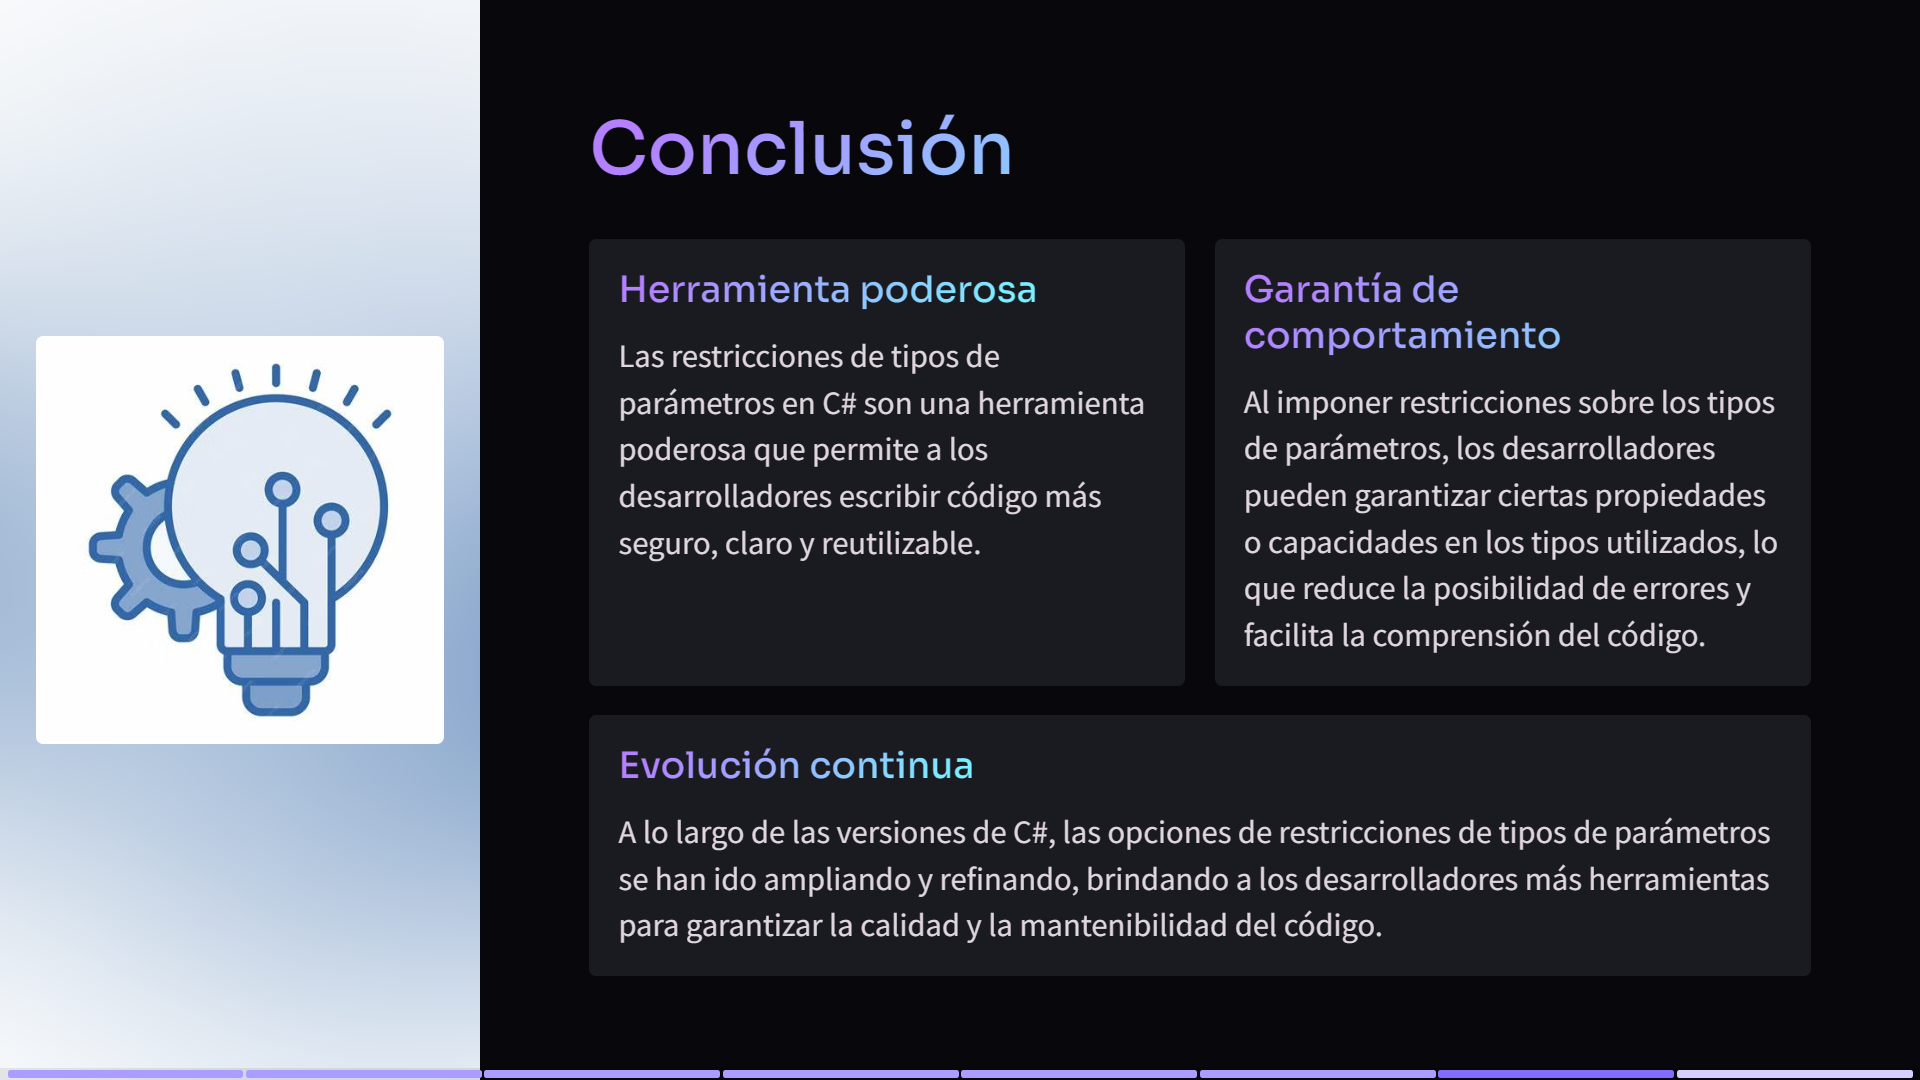 Conclusión
Herramienta poderosa
Las restricciones de tipos de
parámetros en C# son una herramienta
poderosa que permite a los
desarrolladores escribir código más
seguro, claro y reutilizable.
Garantía de
comportamiento
Al imponer restricciones sobre los tipos
de parámetros, los desarrolladores
pueden garantizar ciertas propiedades
o capacidades en los tipos utilizados, lo
que reduce la posibilidad de errores y
facilita la comprensión del código.
Evolución continua
A lo largo de las versiones de C#, las opciones de restricciones de tipos de parámetros
se han ido ampliando y refinando, brindando a los desarrolladores más herramientas
para garantizar la calidad y la mantenibilidad del código.